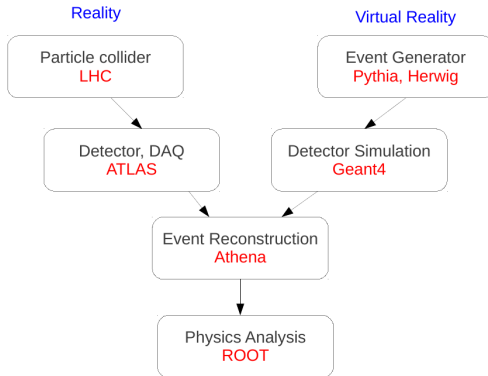 Reality
Virtual Reality
Particle collider
LHC
Event Generator
Pythia, Herwig
Detector, DAQ
ATLAS
Detector Simulation
Geant4
Event Reconstruction
Athena
Physics Analysis
ROOT